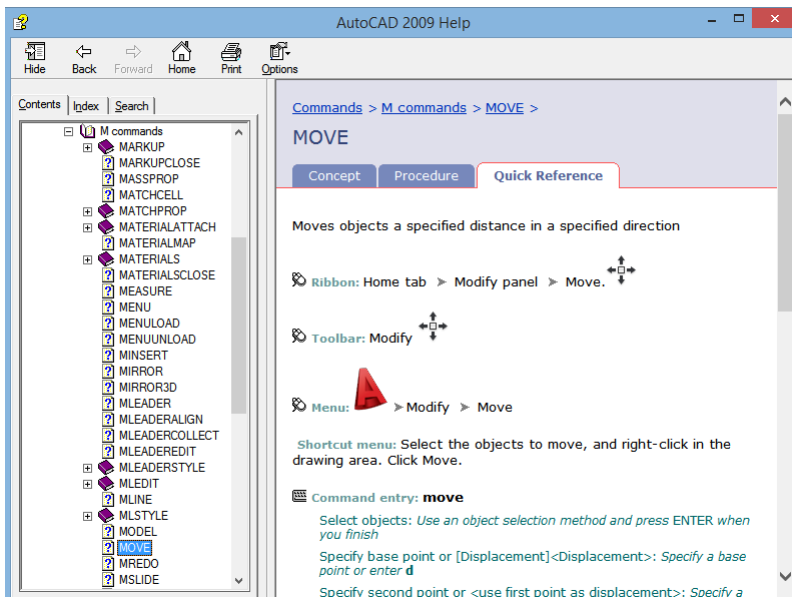 AutoCAD 2009 Help
Hide Back Forward Home Print Options
Contents Index Search
M commands
MARKUP
MARKUPCLOSE
MASSPROP
MATCHCELL
MATCHPROP
MATERIALATTACH
MATERIALMAP
MATERIALS
MATERIALSCLOSE
MEASURE
MENU
MENULOAD
MENUUNLOAD
MINSERT
MIRROR
MIRROR3D
MLEADER
MLEADERALIGN
MLEADERCOLLECT
MLEADEREDIT
MLEADERSTYLE
MLEDIT
MLINE
MLSTYLE
MODEL
MOVE
MREDO
MSLIDE
Commands > M commands > MOVE >
MOVE
Concept Procedure Quick Reference
Moves objects a specified distance in a specified direction
Ribbon: Home tab ➤ Modify panel ➤ Move.
Toolbar: Modify
Menu: ➤ Modify ➤ Move
Shortcut menu: Select the objects to move, and right-click in the
drawing area. Click Move.
Command entry: move
Select objects: Use an object selection method and press ENTER when
you finish
Specify base point or [Displacement]<Displacement>: Specify a base
point or enter d
Specify second point or <use first point as displacement>: Specify a